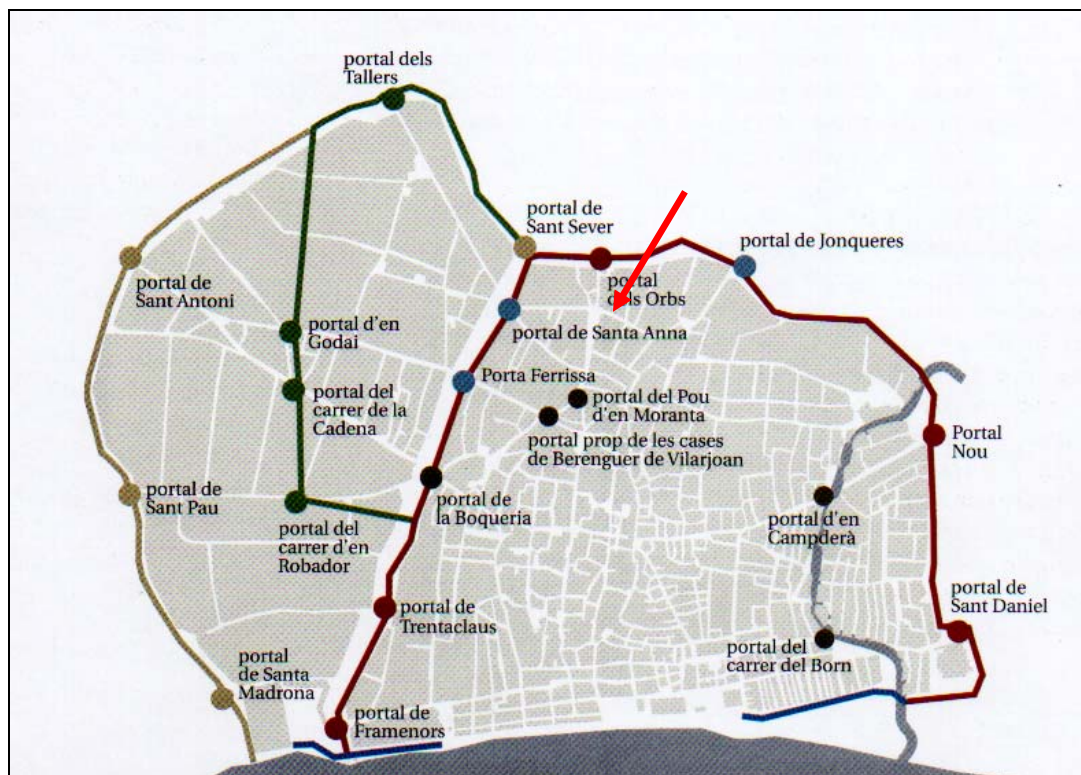 portal dels
Tallers
portal de
Sant Sever
portal de Jonqueres
portal de
Sant Antoni
portal
dels Orbs
portal d'en
Godai
portal de Santa Anna
Porta Ferrissa
portal del
carrer de la
Cadena
portal del Pou
d'en Moranta
portal prop de les cases
de Berenguer de Vilarjoan
Portal
Nou
portal de
Sant Pau
portal de
la Boqueria
portal d'en
Campderà
portal del
carrer d'en
Robador
portal de
Trentaclaus
portal de
Sant Daniel
portal del
carrer del Born
portal
de Santa
Madrona
portal de
Framenors